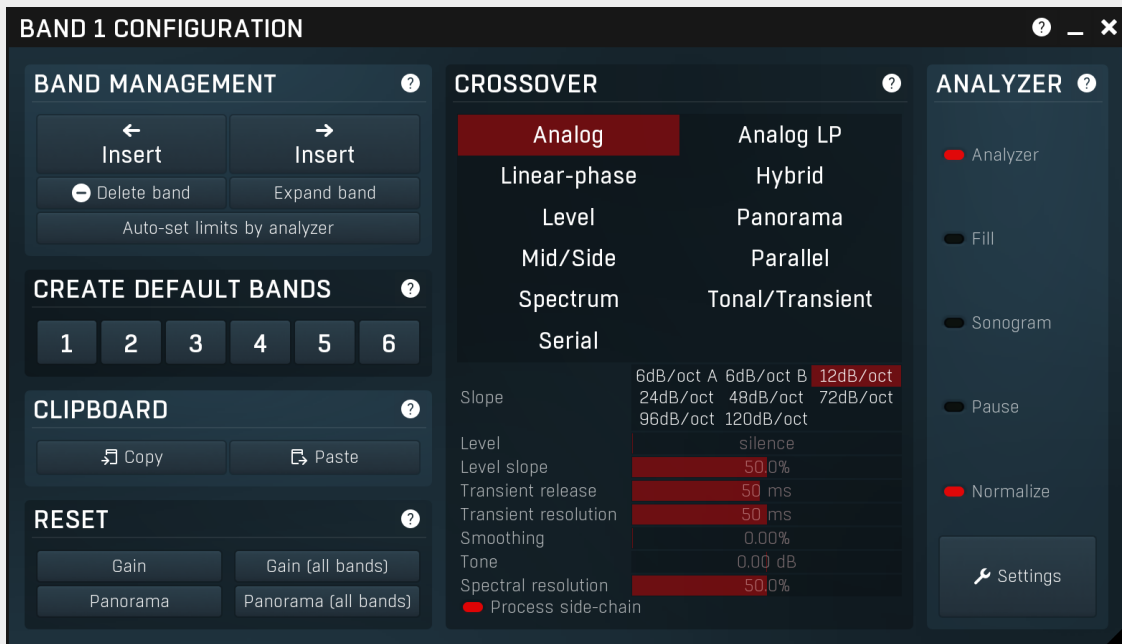 BAND 1 CONFIGURATION
BAND MANAGEMENT
Insert Insert
Delete band Expand band
Auto-set limits by analyzer
CREATE DEFAULT BANDS
1 2 3 4 5 6
CLIPBOARD
Copy Paste
RESET
Gain Gain (all bands)
Panorama Panorama (all bands)
CROSSOVER
Analog Analog LP
Linear-phase Hybrid
Level Panorama
Mid/Side Parallel
Spectrum Tonal/Transient
Serial
Slope
6dB/oct A 6dB/oct B 12dB/oct
24dB/oct 48dB/oct 72dB/oct
96dB/oct 120dB/oct
Level silence
Level slope 50.0%
Transient release 50 ms
Transient resolution 50 ms
Smoothing 0.00%
Tone 0.00 dB
Spectral resolution 50.0%
Process side-chain
ANALYZER
Analyzer
Fill
Sonogram
Pause
Normalize
Settings